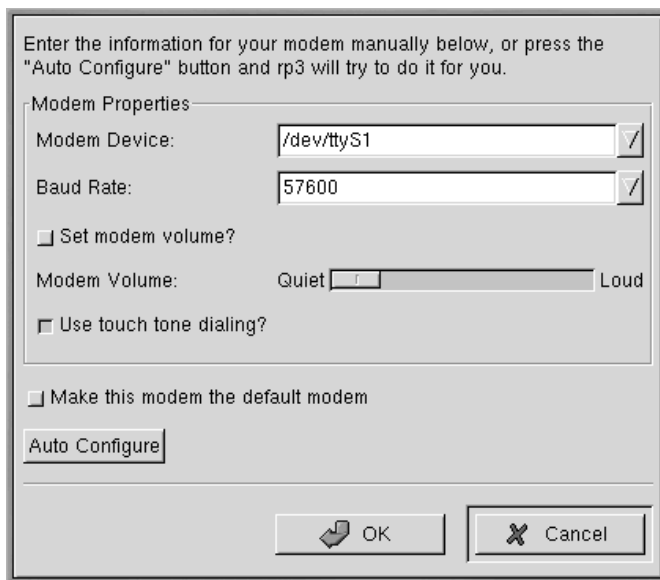 Enter the information for your modem manually below, or press the
"Auto Configure" button and rp3 will try to do it for you.
Modem Properties
Modem Device: /dev/ttyS1
Baud Rate: 57600
Set modem volume?
Modem Volume: Quiet Loud
Use touch tone dialing?
Make this modem the default modem
Auto Configure
OK Cancel